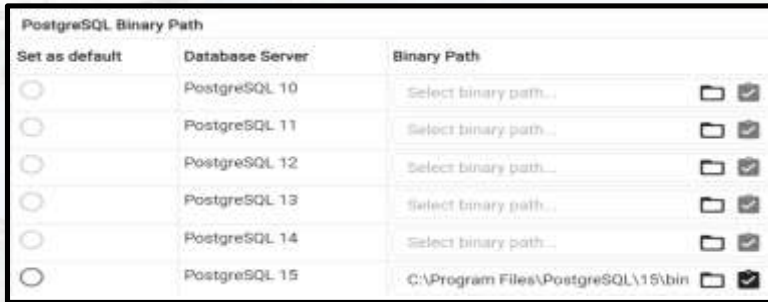 PostgreSQL Binary Path
Set as default Database Server Binary Path
PostgreSQL 10 Select binary path...
PostgreSQL 11 Select binary path...
PostgreSQL 12 Select binary path...
PostgreSQL 13 Select binary path...
PostgreSQL 14 Select binary path...
PostgreSQL 15 C:\Program Files\PostgreSQL\15\bin